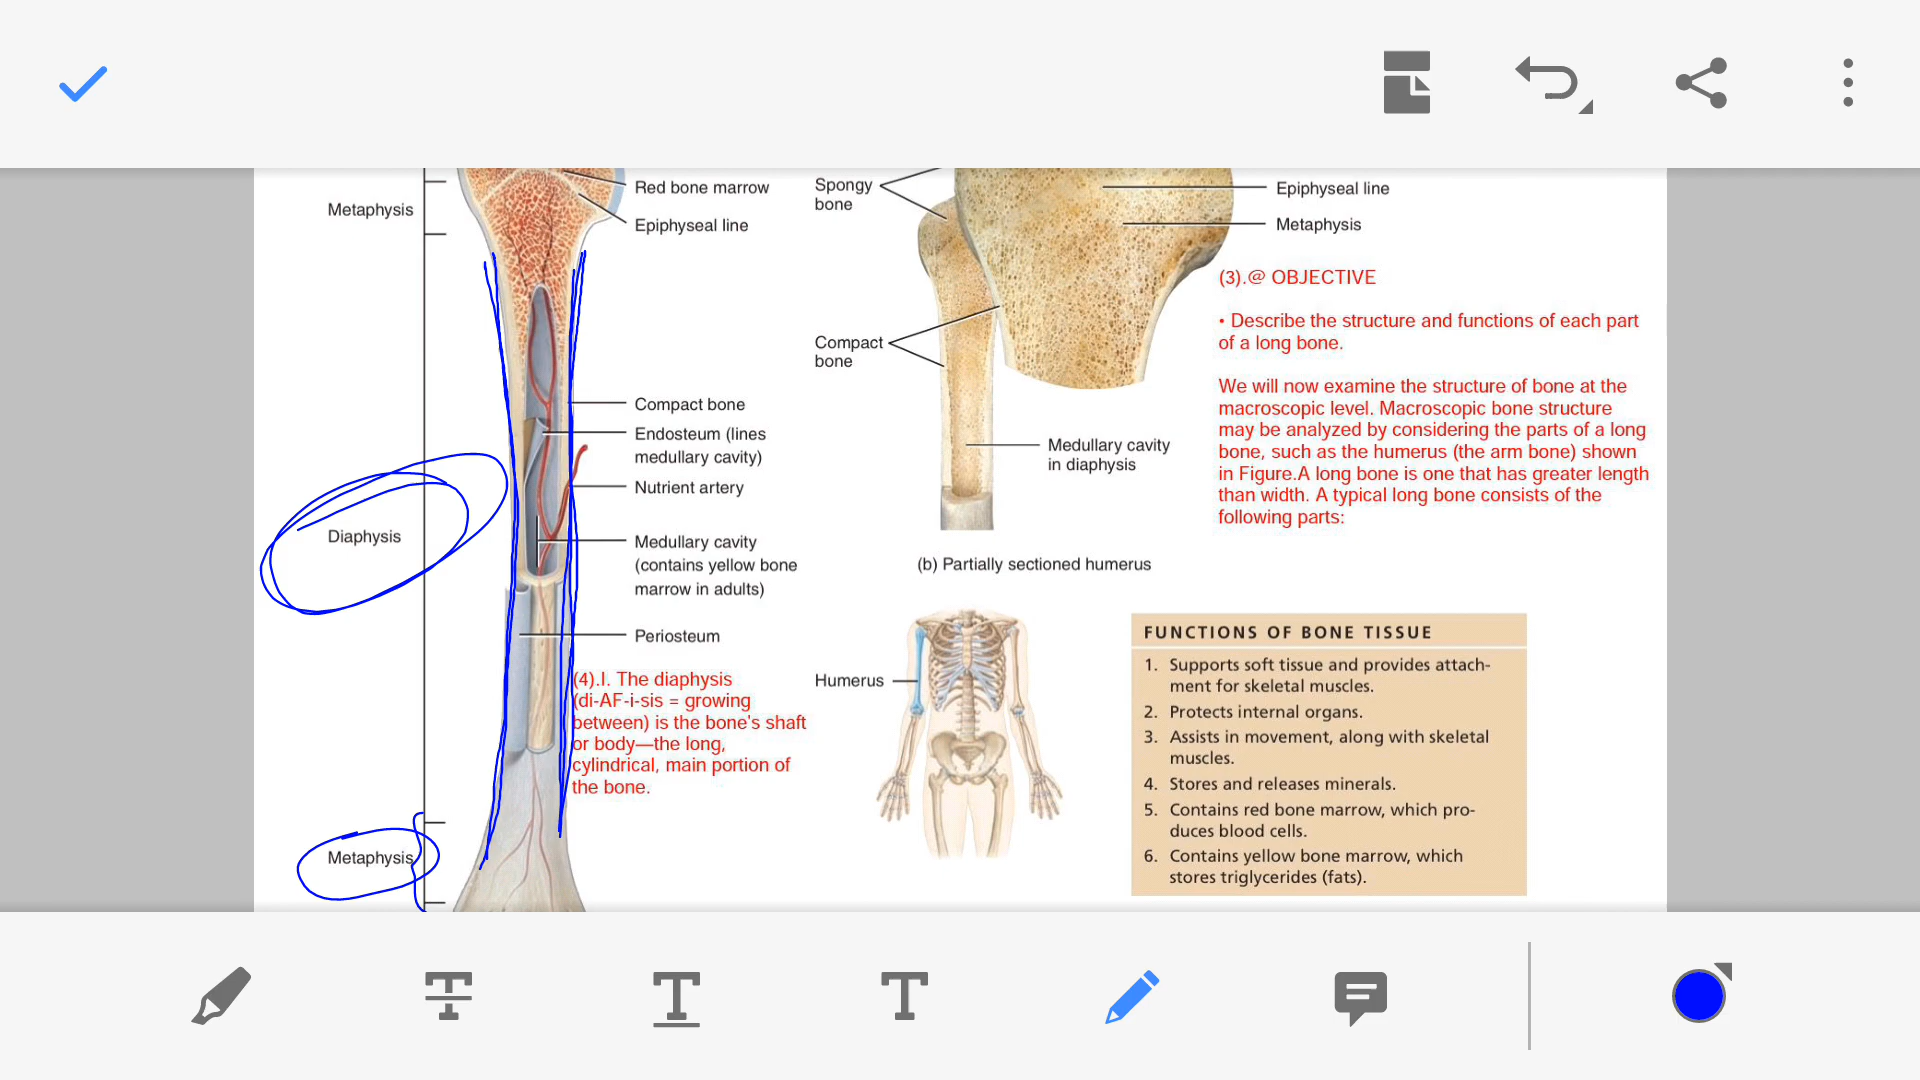 Metaphysis
Red bone marrow
Epiphyseal line
Spongy
bone
Epiphyseal line
Metaphysis
(3).@ OBJECTIVE
• Describe the structure and functions of each part
of a long bone.
We will now examine the structure of bone at the
macroscopic level. Macroscopic bone structure
may be analyzed by considering the parts of a long
bone, such as the humerus (the arm bone) shown
in Figure.A long bone is one that has greater length
than width. A typical long bone consists of the
following parts:
Compact
bone
Compact bone
Endosteum (lines
medullary cavity)
Nutrient artery
Medullary cavity
in diaphysis
Diaphysis
Medullary cavity
(contains yellow bone
marrow in adults)
(b) Partially sectioned humerus
Periosteum
(4).I. The diaphysis
(di-AF-i-sis = growing
between) is the bone's shaft
or body—the long,
cylindrical, main portion of
the bone.
Humerus
FUNCTIONS OF BONE TISSUE
1. Supports soft tissue and provides attach-
ment for skeletal muscles.
2. Protects internal organs.
3. Assists in movement, along with skeletal
muscles.
4. Stores and releases minerals.
5. Contains red bone marrow, which pro-
duces blood cells.
6. Contains yellow bone marrow, which
stores triglycerides (fats).
Metaphysis